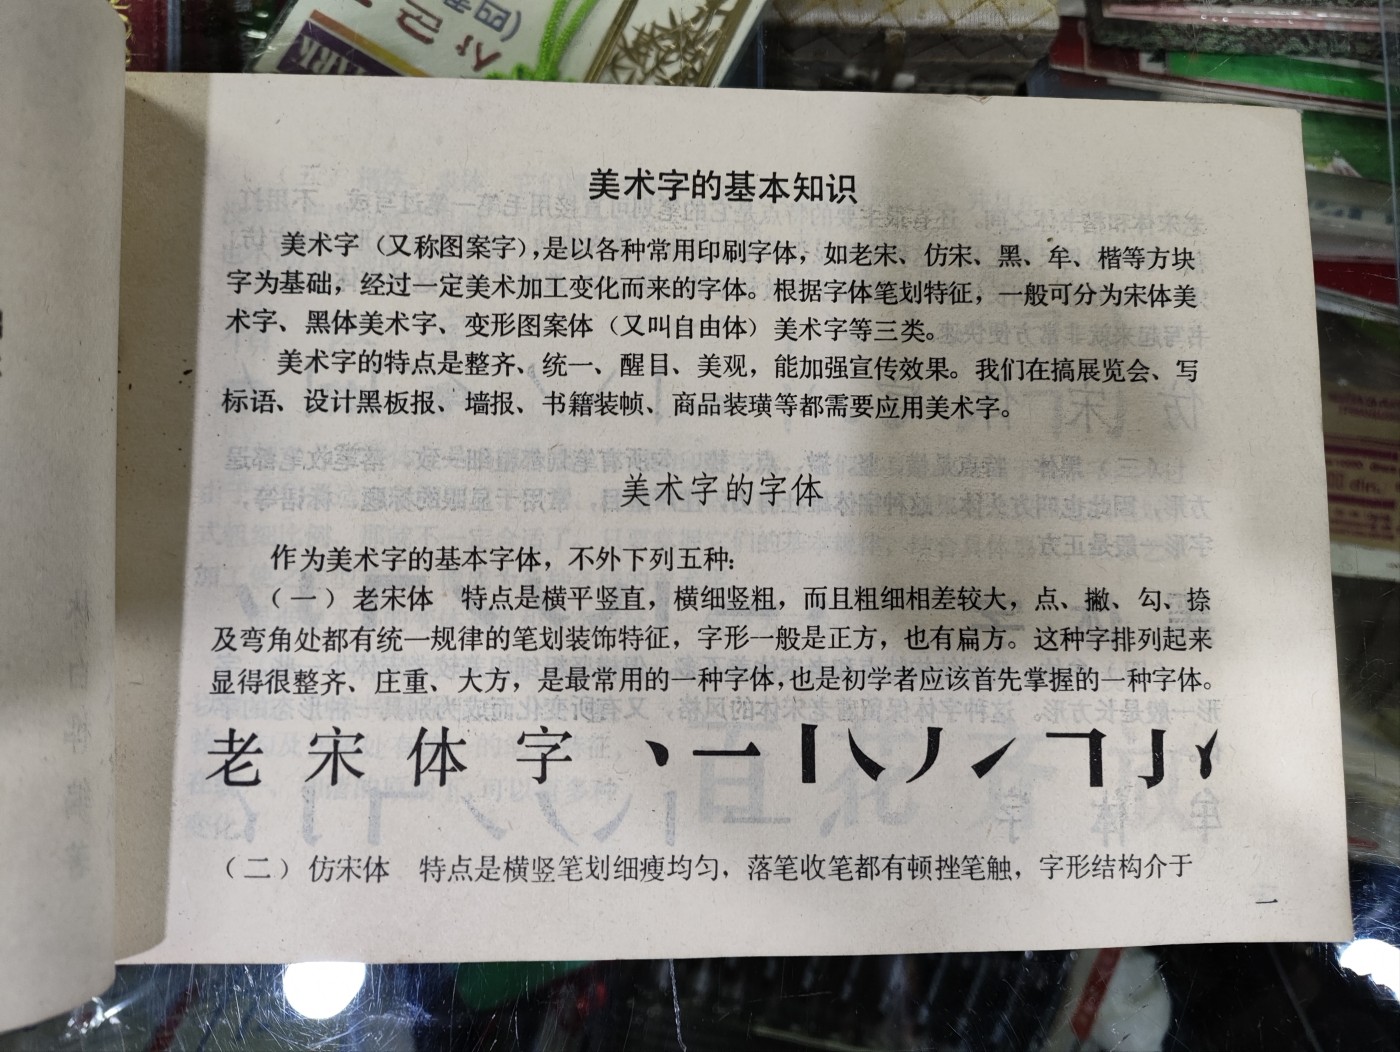 美术字的基本知识
美术字（又称图案字），是以各种常用印刷字体，如老宋、仿宋、黑、牟、楷等方块
字为基础，经过一定美术加工变化而来的字体。根据字体笔划特征，一般可分为宋体美
术字、黑体美术字、变形图案体（又叫自由体）美术字等三类。
美术字的特点是整齐、统一、醒目、美观，能加强宣传效果。我们在搞展览会、写
标语、设计黑板报、墙报、书籍装帧、商品装璜等都需要应用美术字。
美术字的字体
作为美术字的基本字体，不外下列五种：
（一）老宋体　特点是横平竖直，横细竖粗，而且粗细相差较大，点、撇、勾、捺
及弯角处都有统一规律的笔划装饰特征，字形一般是正方，也有扁方。这种字排列起来
显得很整齐、庄重、大方，是最常用的一种字体，也是初学者应该首先掌握的一种字体。
老宋体字
（二）仿宋体　特点是横竖笔划细瘦均匀，落笔收笔都有顿挫笔触，字形结构介于
一